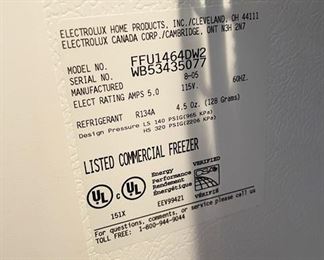 ELECTROLUX HOME PRODUCTS, INC./CLEVELAND, OH 44111
ELECTROLUX CANADA CORP./CAMBRIDGE, ONT N3H 2N7
MODEL NO. FFU1464DW2
SERIAL NO. WB53435077
MANUFACTURED 8-05
ELECT RATING AMPS 5.0 115V. 60HZ.
REFRIGERANT R134A 4.5 Oz. (128 Grams)
Design Pressure LS 140 PSIG(965 KPa)
HS 320 PSIG(2206 KPa)
LISTED COMMERCIAL FREEZER
UL c UL
Energy
Performance
Rendement
Énergétique
VERIFIED
VÉRIFIÉ
151X EEV99421
For questions, comments, or service please call us
TOLL FREE: 1-800-944-9044